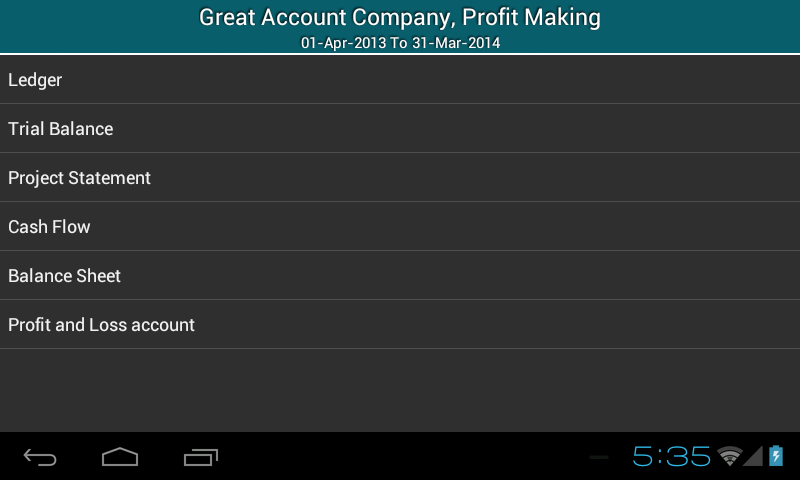 Great Account Company, Profit Making
01-Apr-2013 To 31-Mar-2014
Ledger
Trial Balance
Project Statement
Cash Flow
Balance Sheet
Profit and Loss account
5:35